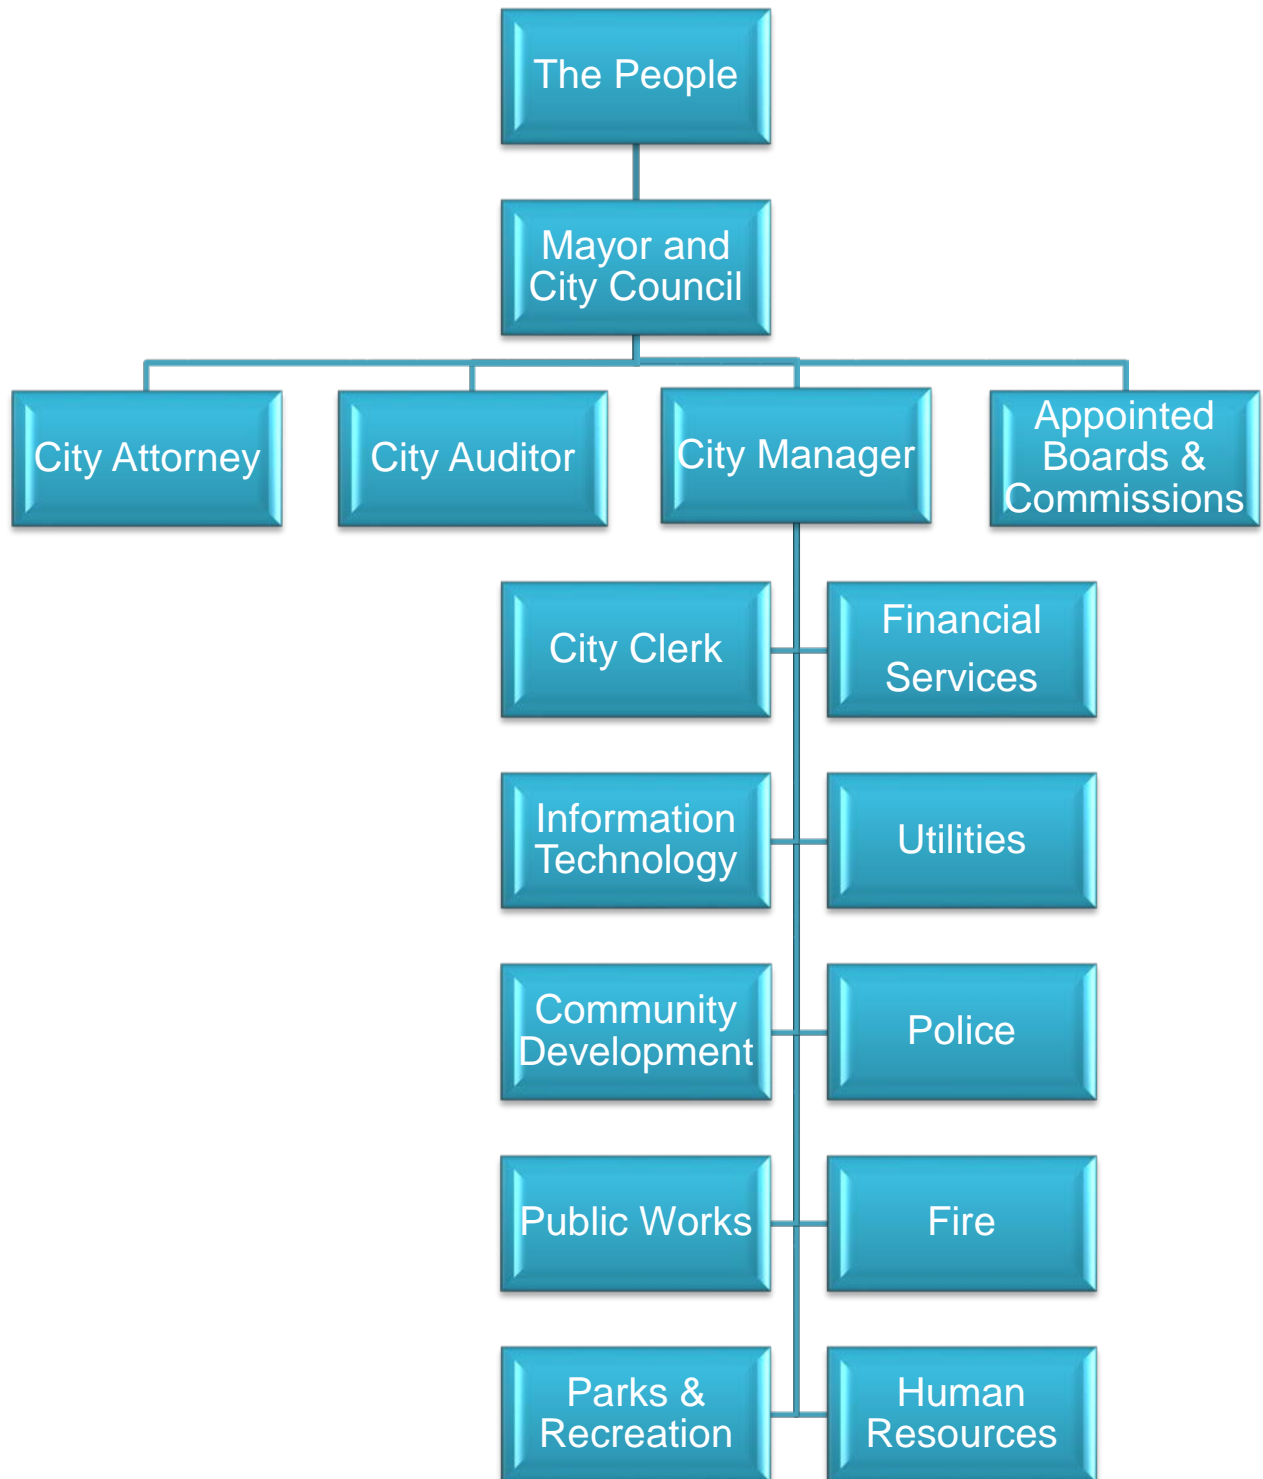 The People
Mayor and
City Council
City Attorney
City Auditor
City Manager
Appointed
Boards &
Commissions
City Clerk
Financial
Services
Information
Technology
Utilities
Community
Development
Police
Public Works
Fire
Parks &
Recreation
Human
Resources